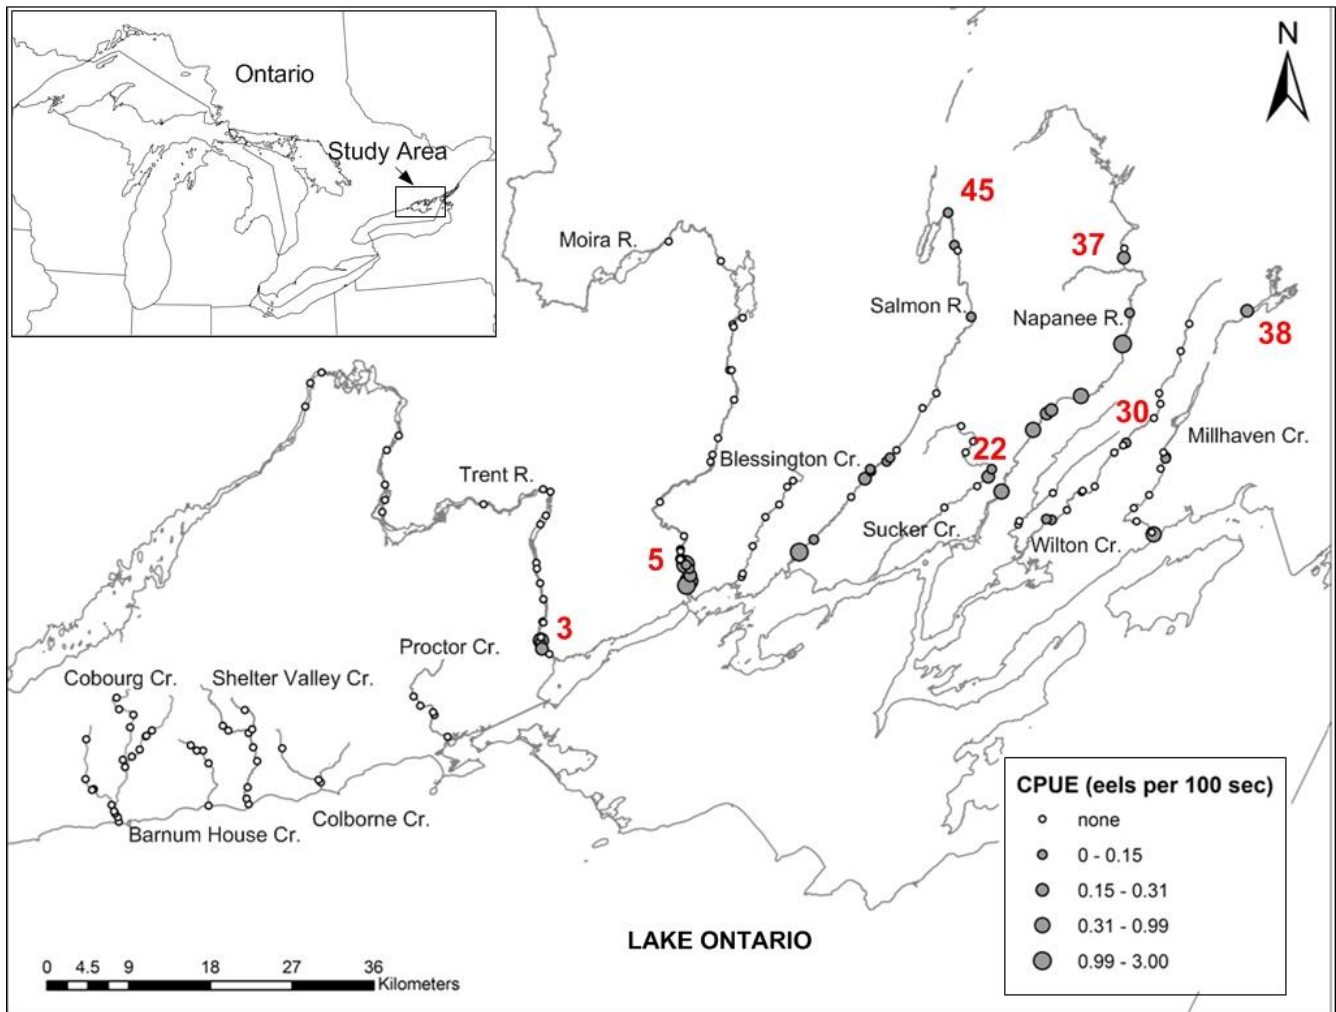 Ontario
Study Area
N
45
Moira R.
37
Salmon R.
Napanee R.
38
30
Millhaven Cr.
22
Blessington Cr.
Trent R.
Sucker Cr.
Wilton Cr.
5
3
Proctor Cr.
Cobourg Cr.
Shelter Valley Cr.
Colborne Cr.
Barnum House Cr.
CPUE (eels per 100 sec)
none
0 - 0.15
0.15 - 0.31
0.31 - 0.99
0.99 - 3.00
LAKE ONTARIO
0 4.5 9 18 27 36
Kilometers